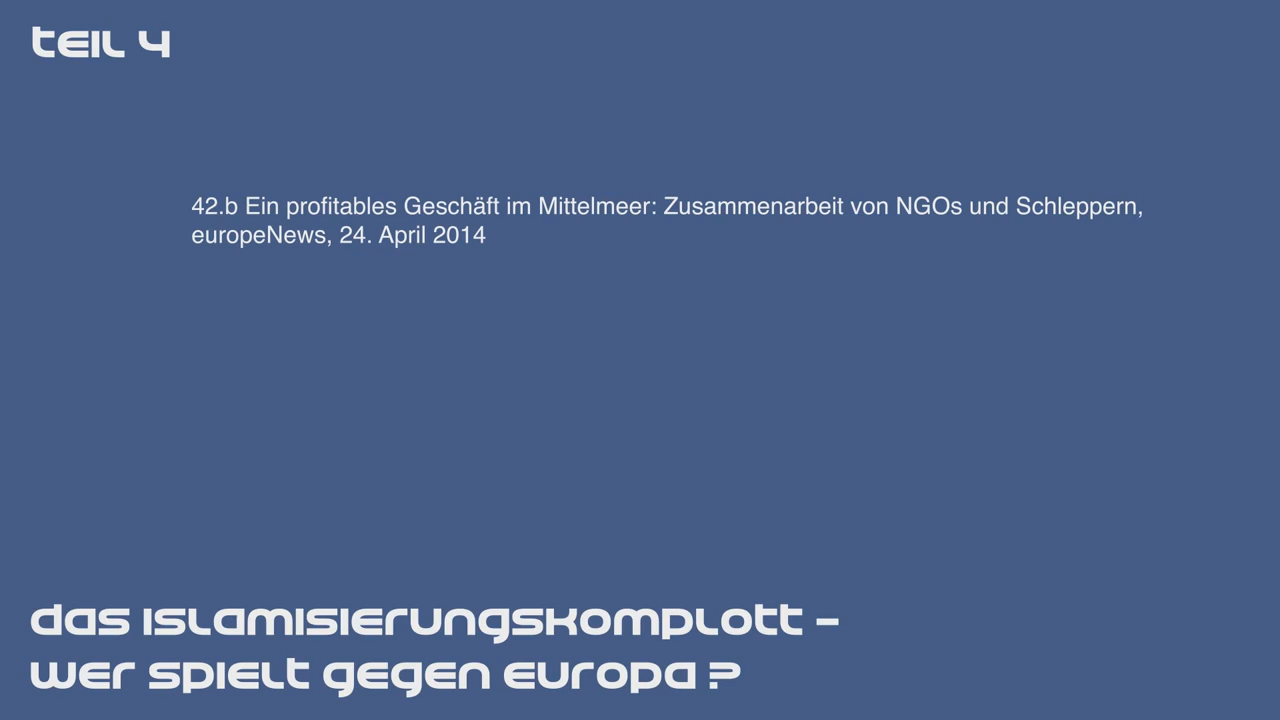 Teil 4
42.b Ein profitables Geschäft im Mittelmeer: Zusammenarbeit von NGOs und Schleppern,
europeNews, 24. April 2014
das Islamisierungskomplott –
wer spielt gegen Europa ?